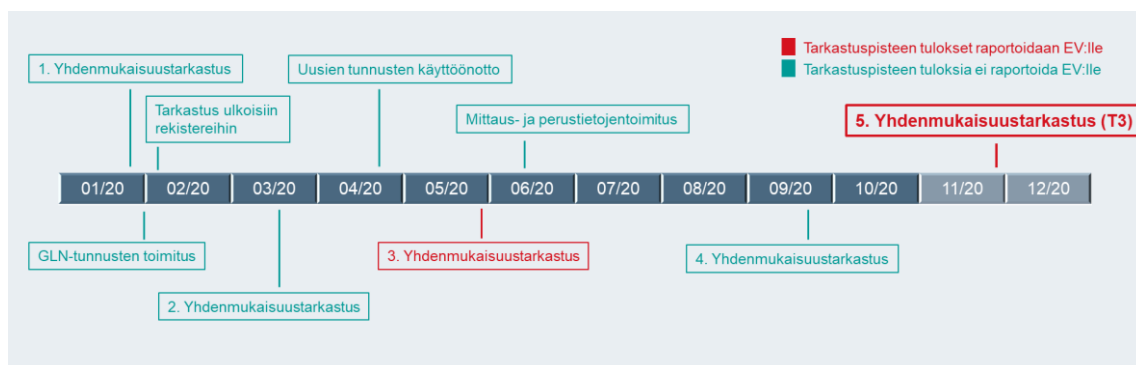 Tarkastuspisteen tulokset raportoidaan EV:lle
Tarkastuspisteen tuloksia ei raportoida EV:lle
1. Yhdenmukaisuustarkastus
Uusien tunnusten käyttöönotto
Tarkastus ulkoisiin
rekistereihin
Mittaus- ja perustietojentoimitus
5. Yhdenmukaisuustarkastus (T3)
01/20 02/20 03/20 04/20 05/20 06/20 07/20 08/20 09/20 10/20 11/20 12/20
GLN-tunnusten toimitus
3. Yhdenmukaisuustarkastus
4. Yhdenmukaisuustarkastus
2. Yhdenmukaisuustarkastus